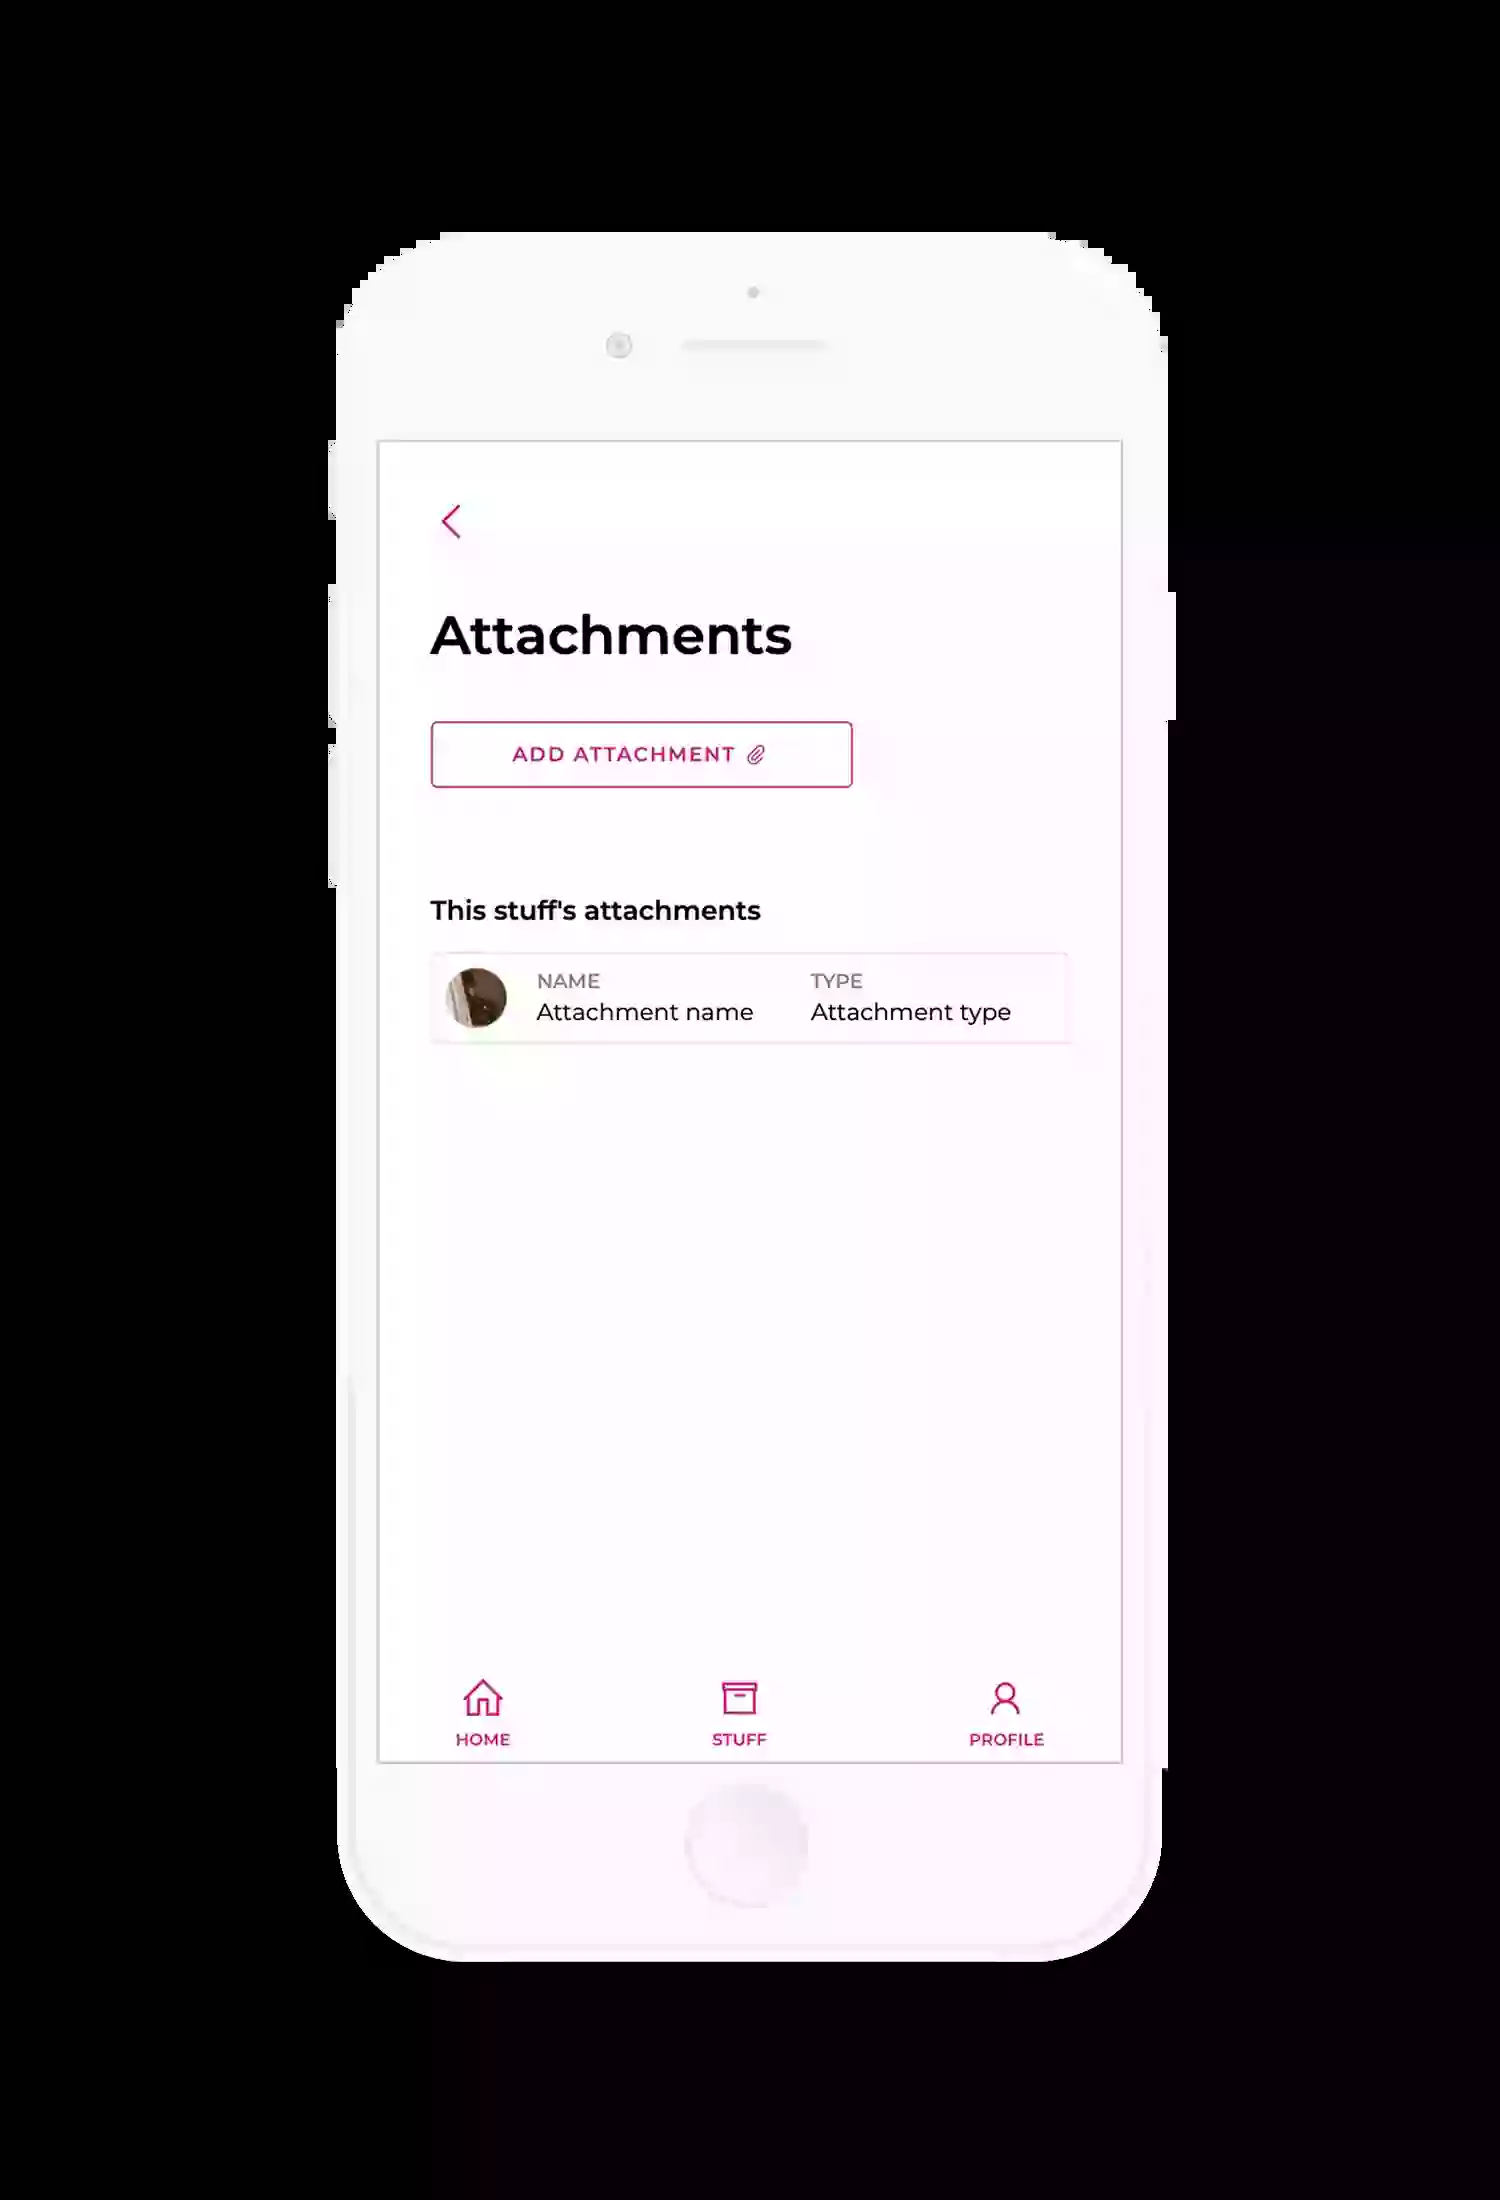 Attachments
ADD ATTACHMENT
This stuff's attachments
NAME TYPE
Attachment name Attachment type
HOME STUFF PROFILE